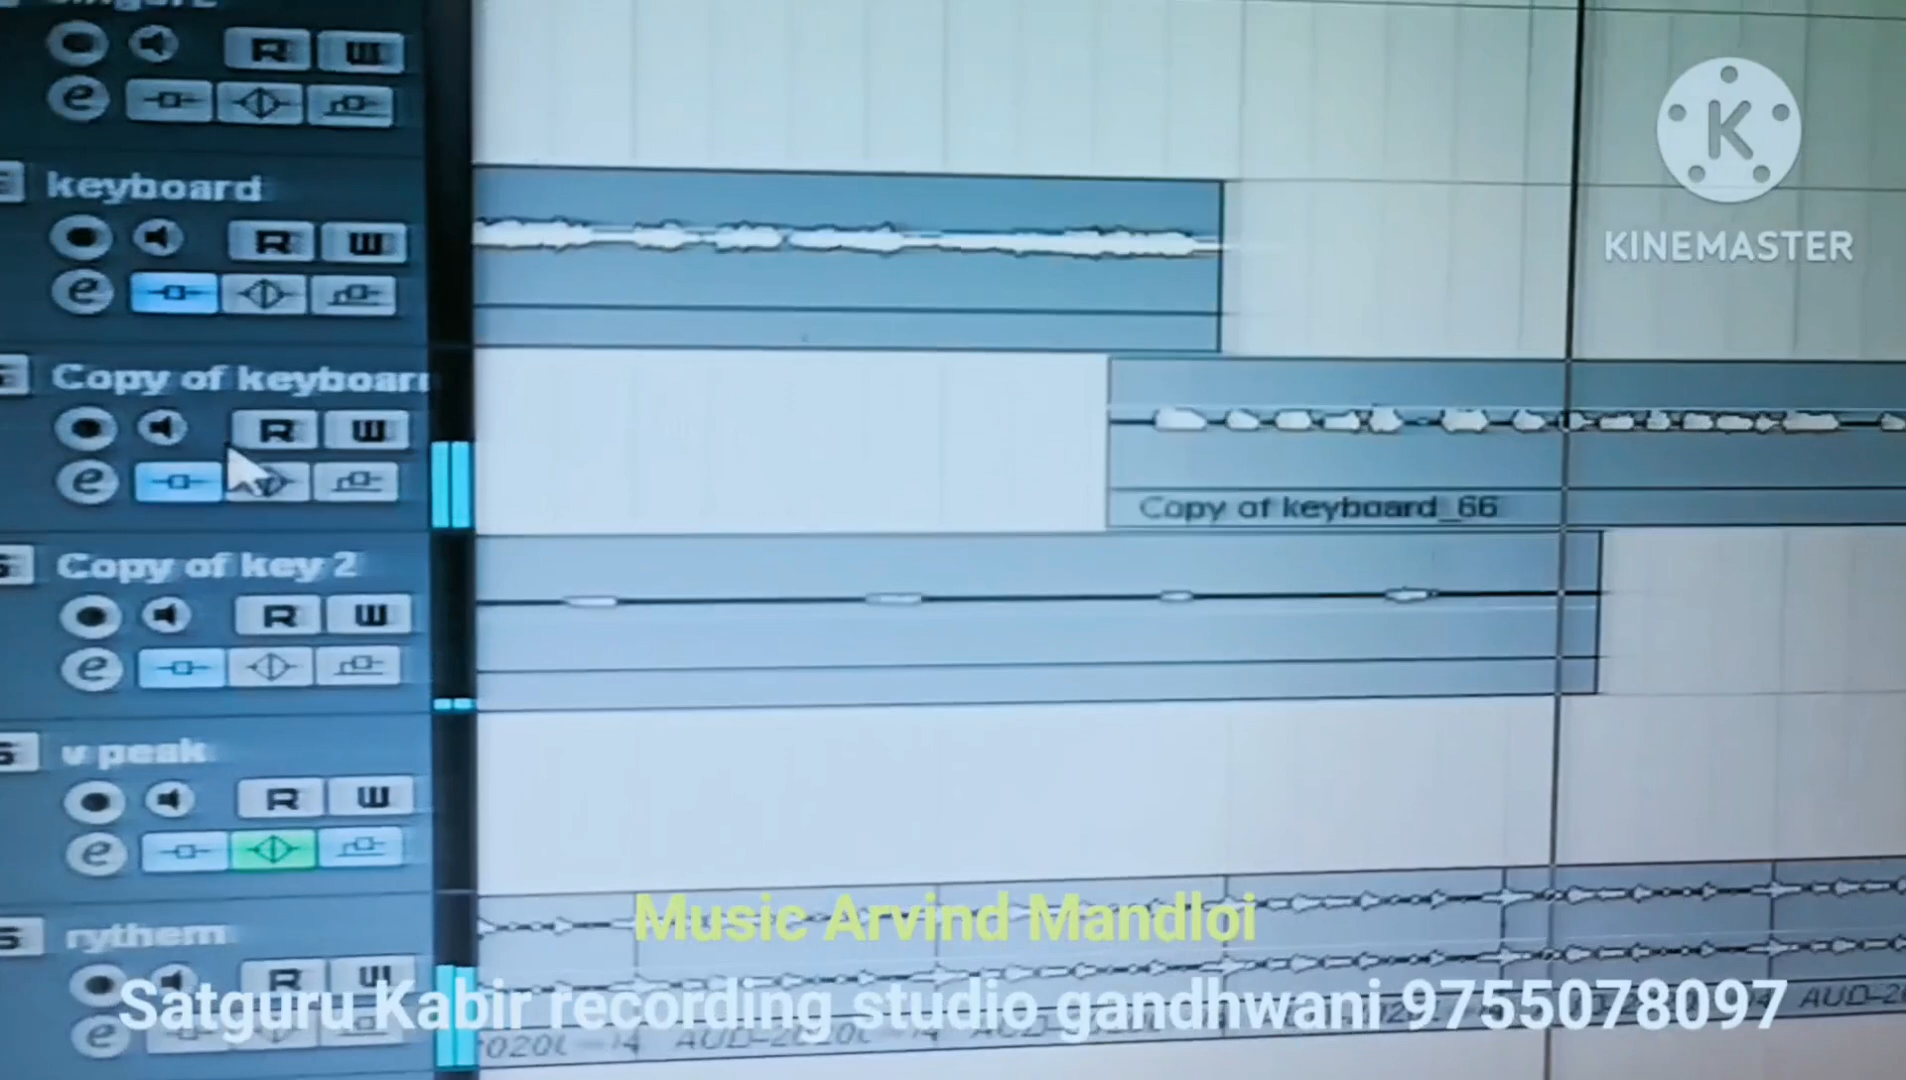 R W
e
K
KINEMASTER
keyboard
R W
e
Copy of keyboar
R W
e
Copy of keyboard_66
Copy of key 2
R W
e
v peak
R W
e
Music Arvind Mandloi
rythem
R W
Satguru Kabir recording studio gandhwani 9755078097
e